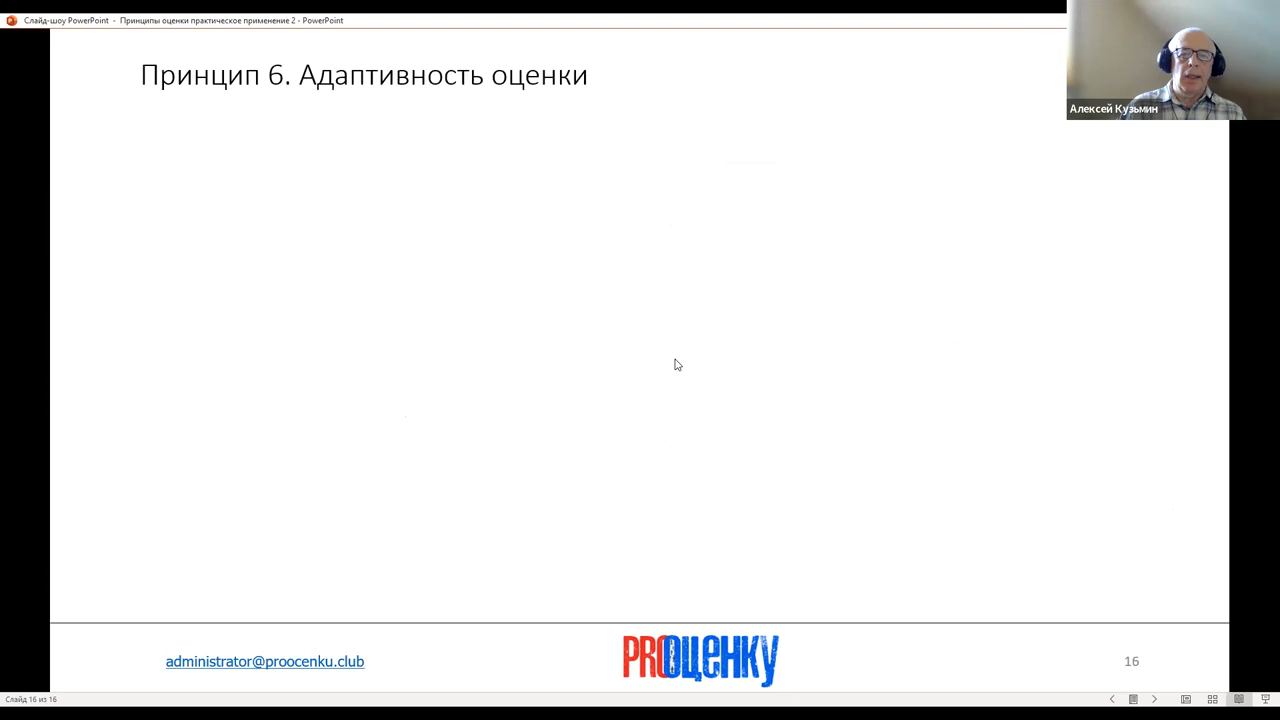 Слайд-шоу PowerPoint - Принципы оценки практическое применение 2 - PowerPoint
Принцип 6. Адаптивность оценки
Алексей Кузьмин
administrator@proocenku.club
PROОЦЕНКУ
16
Слайд 16 из 16